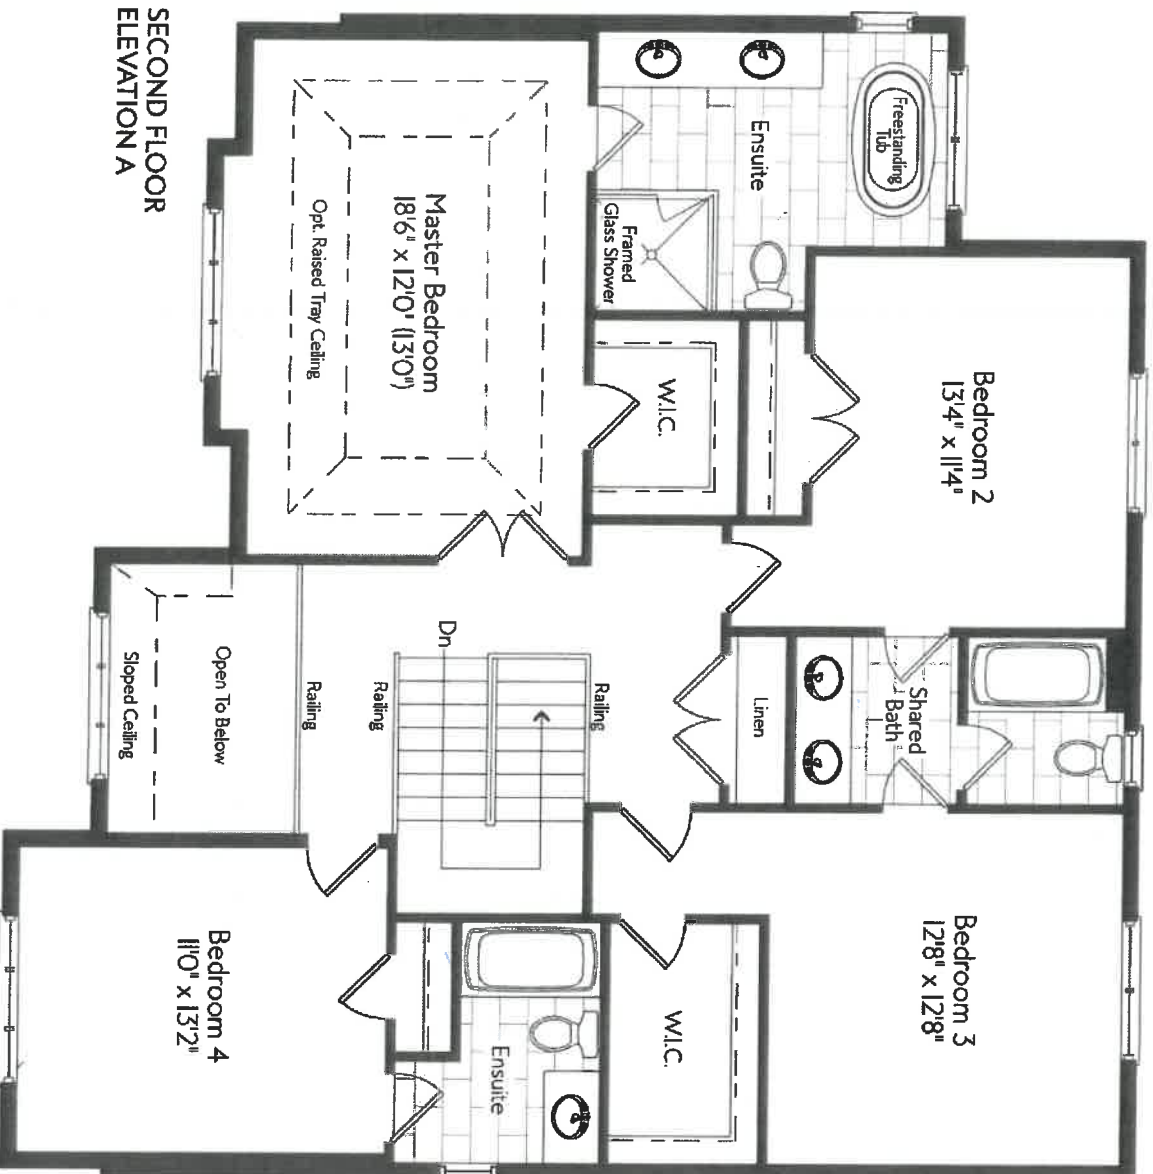 SECOND FLOOR
ELEVATION A
Freestanding
Tub
Ensuite
Framed
Glass Shower
Master Bedroom
18'6" x 12'0" (13'0")
Opt. Raised Tray Ceiling
W.I.C.
Bedroom 2
13'4" x 11'4"
Shared
Bath
Linen
Railing
Dn
Railing
Railing
Open To Below
Sloped Ceiling
Bedroom 3
12'8" x 12'8"
W.I.C.
Ensuite
Bedroom 4
11'0" x 13'2"